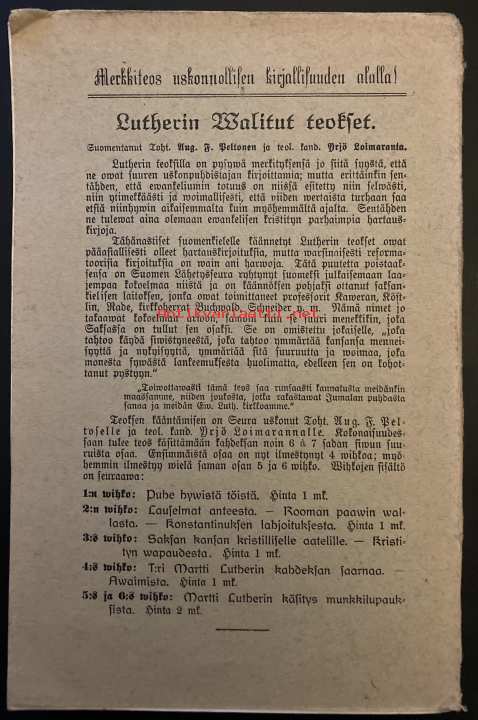 Merkkiteos uskonnollisen kirjallisuuden alalla!
Lutherin Walitut teokset.
Suomentanut Toht. Aug. F. Peltonen ja teol. kand. Yrjö Loimaranta.
Lutherin teoksilla on pysywä merkityksensä jo siitä syystä, että
ne owat suuren uskonpuhdistajan kirjoittamia; mutta erittäinkin sen-
tähden, että ewankeliumin totuus on niissä esitetty niin selwästi,
niin ytimekkäästi ja woimallisesti, että niiden wertaista turhaan saa
etsiä niinhywin aikaisemmalta kuin myöhemmältä ajalta. Sentähden
ne tulewat aina olemaan ewankelisen kristityn parhaimpia hartaus-
kirjoja.
Tähänastiset suomenkielelle käännetyt Luther in teokset owat
pääasiallisesti olleet hartauskirjoituksia, mutta warsinaisesti reforma-
toorisia kirjoituksia on wain ani harwoja. Tätä puutetta poistaak-
sensa on Suomen Lähetysseura ryhtynyt suomeksi julkaisemaan laa-
jempaa kokoelmaa niistä ja on käännöksen pohjaksi ottanut saksan-
kielisen laitoksen, jonka owat toimittaneet professorit Kaweran, Köst-
lin, Rade, kirkkoherrat Buchwald, Schneider y. m. Nämä nimet jo
takaawat kokoelman arwon, samoin kuin se suuri menekkikin, joka
Saksassa on tullut sen osaksi. Se on omistettu jokaiselle, „joka
tahtoo käydä siwistyneestä, joka tahtoo ymmärtää kansansa mennei-
syyttä ja nykyisyyttä, ymmärtää sitä suuruutta ja woimaa, joka
monesta sywästä lankeemuksesta huolimatta, edelleen sen on kohot-
tanut pystyyn.“
„Toiwottawasti tämä teos saa runsaasti kannatusta meidänkin
maassamme, niiden joukosta, jotka rakastawat Jumalan puhdasta
sanaa ja meidän Ew. Luth. kirkkoamme.“
Teoksen kääntämisen on Seura uskonut Toht. Aug. F. Pel-
toselle ja teol. kand. Yrjö Loimarannalle. Kokonaisuudes-
saan tulee teos käsittämään kahdeksan noin 6 à 7 sadan siwun suu-
ruista osaa. Ensimmäistä osaa on nyt ilmestynyt 4 wihkoa; myö-
hemmin ilmestyy wielä saman osan 5 ja 6 wihko. Wihkojen sisältö
on seuraawa:
1:n wihko: Puhe hywistä töistä. Hinta 1 mk.
2:n wihko: Lauselmat anteesta. — Rooman paawin wal-
lasta. — Konstantinuksen lahjoituksesta. Hinta 1 mk.
3:s wihko: Saksan kansan kristilliselle aatelille. — Kristi-
tyn wapaudesta. Hinta 1 mk.
4:s wihko: T:ri Martti Lutherin kahdeksan saarnaa. —
Awaimista. Hinta 1 mk.
5:s ja 6:s wihko: Martti Lutherin käsitys munkkilupauk-
sista. Hinta 2 mk.